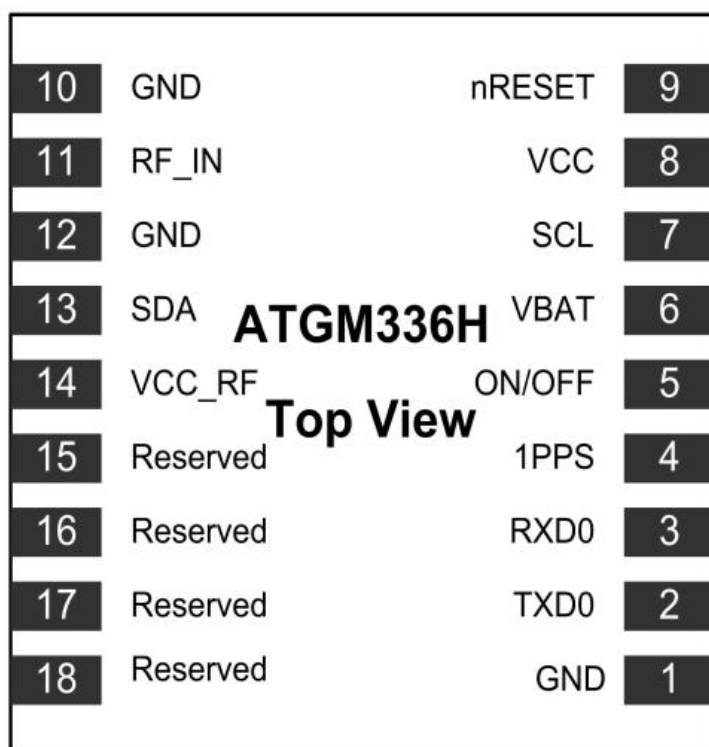 10 GND nRESET 9
11 RF_IN VCC 8
12 GND SCL 7
13 SDA ATGM336H VBAT 6
14 VCC_RF ON/OFF 5
Top View
15 Reserved 1PPS 4
16 Reserved RXD0 3
17 Reserved TXD0 2
18 Reserved GND 1